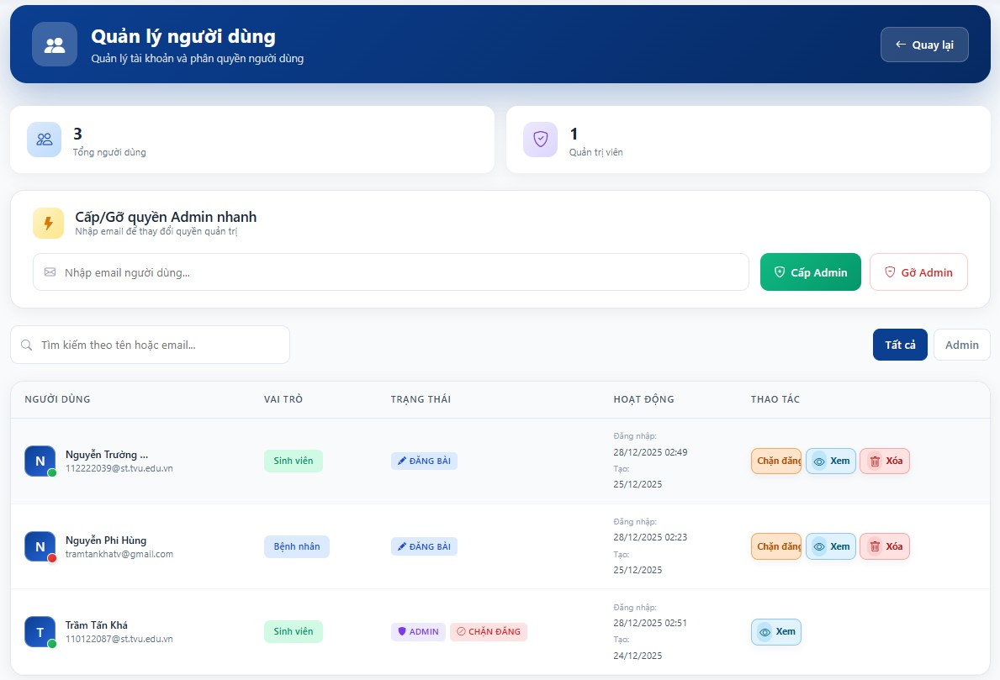 Quản lý người dùng
Quản lý tài khoản và phân quyền người dùng
Quay lại
3
Tổng người dùng
1
Quản trị viên
Cấp/Gỡ quyền Admin nhanh
Nhập email để thay đổi quyền quản trị
Nhập email người dùng...
Cấp Admin
Gỡ Admin
Tìm kiếm theo tên hoặc email...
Tất cả
Admin
NGƯỜI DÙNG VAI TRÒ TRẠNG THÁI HOẠT ĐỘNG THAO TÁC
N
Nguyễn Trường ...
112222039@st.tvu.edu.vn
Sinh viên
ĐĂNG BÀI
Đăng nhập:
28/12/2025 02:49
Tạo:
25/12/2025
Chặn đăng
Xem
Xóa
N
Nguyễn Phi Hùng
tramtankhatv@gmail.com
Bệnh nhân
ĐĂNG BÀI
Đăng nhập:
28/12/2025 02:23
Tạo:
25/12/2025
Chặn đăng
Xem
Xóa
T
Trầm Tấn Khá
110122087@st.tvu.edu.vn
Sinh viên
ADMIN
CHẶN ĐĂNG
Đăng nhập:
28/12/2025 02:51
Tạo:
24/12/2025
Xem